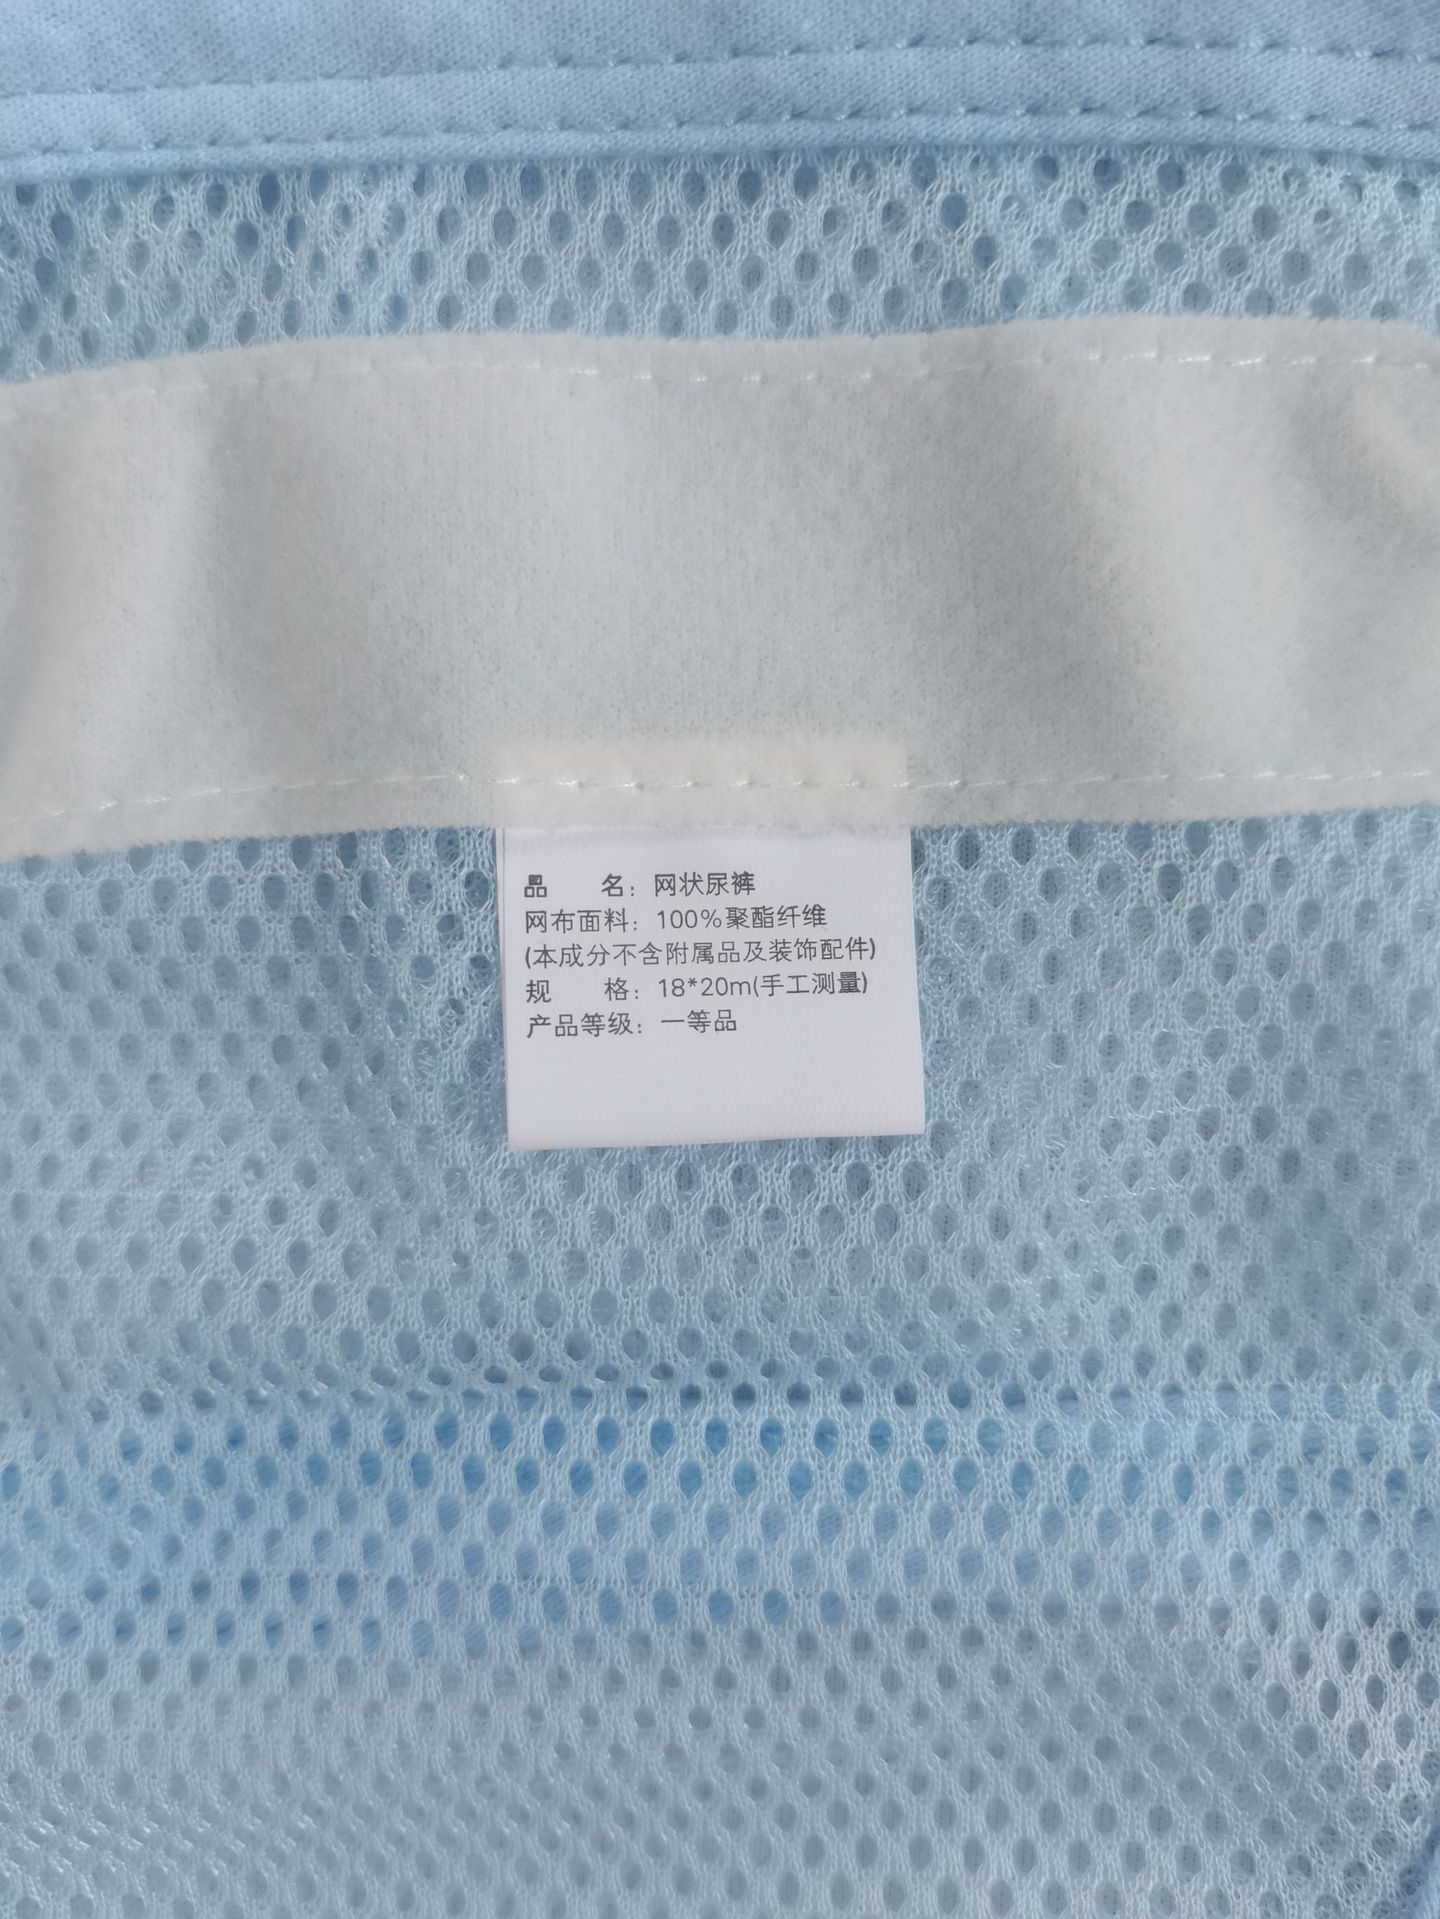 品 名：网状尿裤
网布面料：100%聚酯纤维
(本成分不含附属品及装饰配件)
规 格：18*20m(手工测量)
产品等级：一等品